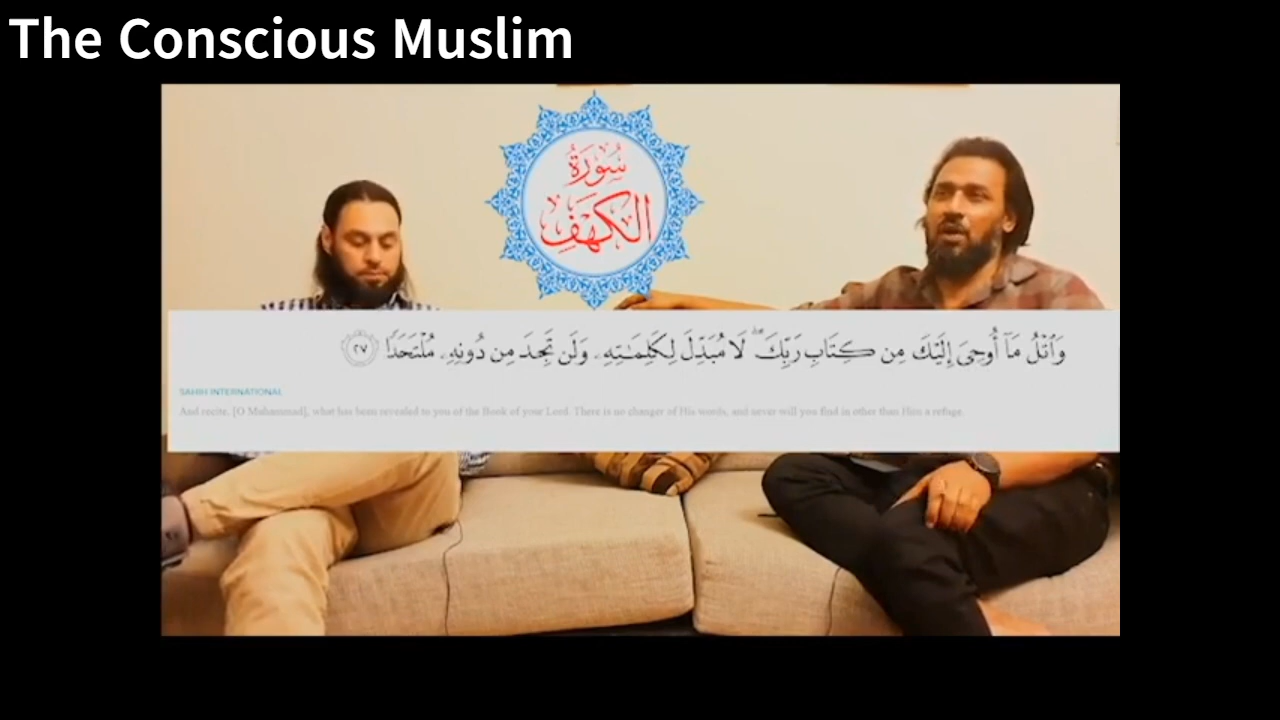 The Conscious Muslim
سُورَةُ
الكَهْفِ
وَٱتْلُ مَآ أُوحِىَ إِلَيْكَ مِن كِتَابِ رَبِّكَ ۖ لَا مُبَدِّلَ لِكَلِمَـٰتِهِۦ وَلَن تَجِدَ مِن دُونِهِۦ مُلْتَحَدًا ٢٧
SAHIH INTERNATIONAL
And recite, [O Muhammad], what has been revealed to you of the Book of your Lord. There is no changer of His words, and never will you find in other than Him a refuge.